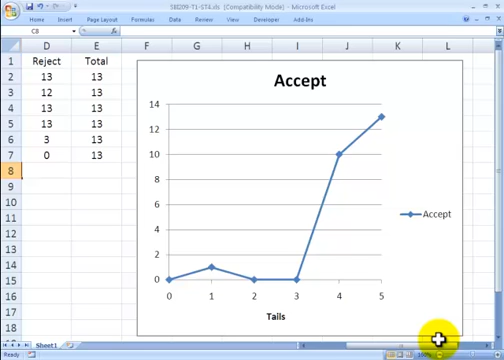 SB209-T1-ST4.xls [Compatibility Mode] - Microsoft Excel
Home Insert Page Layout Formulas Data Review View Developer Add-Ins
C8 fx
D E F G H I J K L
1 Reject Total
2 13 13
3 12 13
4 13 13
5 13 13
6 3 13
7 0 13
8
9
10
11
12
13
14
15
16
17
18
Accept
14
12
10
8
6
4
2
0
0 1 2 3 4 5
Tails
Accept
Sheet1
Ready 160%